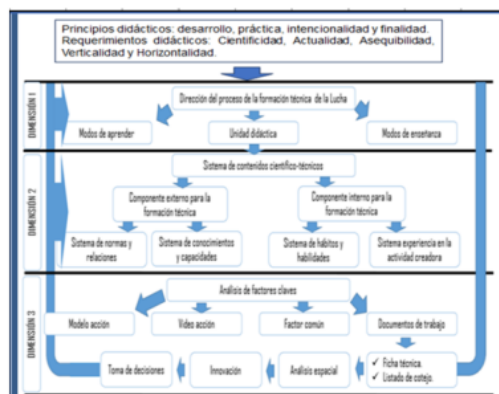 Principios didácticos: desarrollo, práctica, intencionalidad y finalidad.
Requerimientos didácticos: Cientificidad, Actualidad, Asequibilidad,
Verticalidad y Horizontalidad.
DIMENSIÓN 1
Dirección del proceso de la formación técnica de la Lucha
Modos de aprender
Unidad didáctica
Modos de enseñanza
DIMENSIÓN 2
Sistema de contenidos científico-técnicos
Componente externo para la
formación técnica
Componente interno para la
formación técnica
Sistema de normas y
relaciones
Sistema de conocimientos
y capacidades
Sistema de hábitos y
habilidades
Sistema experiencia en la
actividad creadora
DIMENSIÓN 3
Análisis de factores claves
Modelo acción
Video acción
Factor común
Documentos de trabajo
Toma de decisiones
Innovación
Análisis espacial
✓ Ficha técnica.
✓ Listado de cotejo.